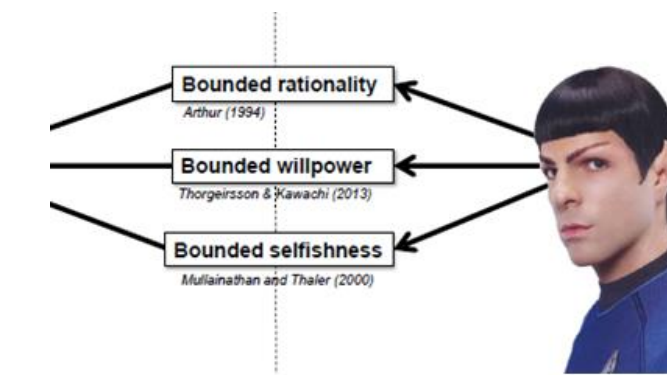 Bounded rationality
Arthur (1994)
Bounded willpower
Thorgeirsson & Kawachi (2013)
Bounded selfishness
Mullainathan and Thaler (2000)